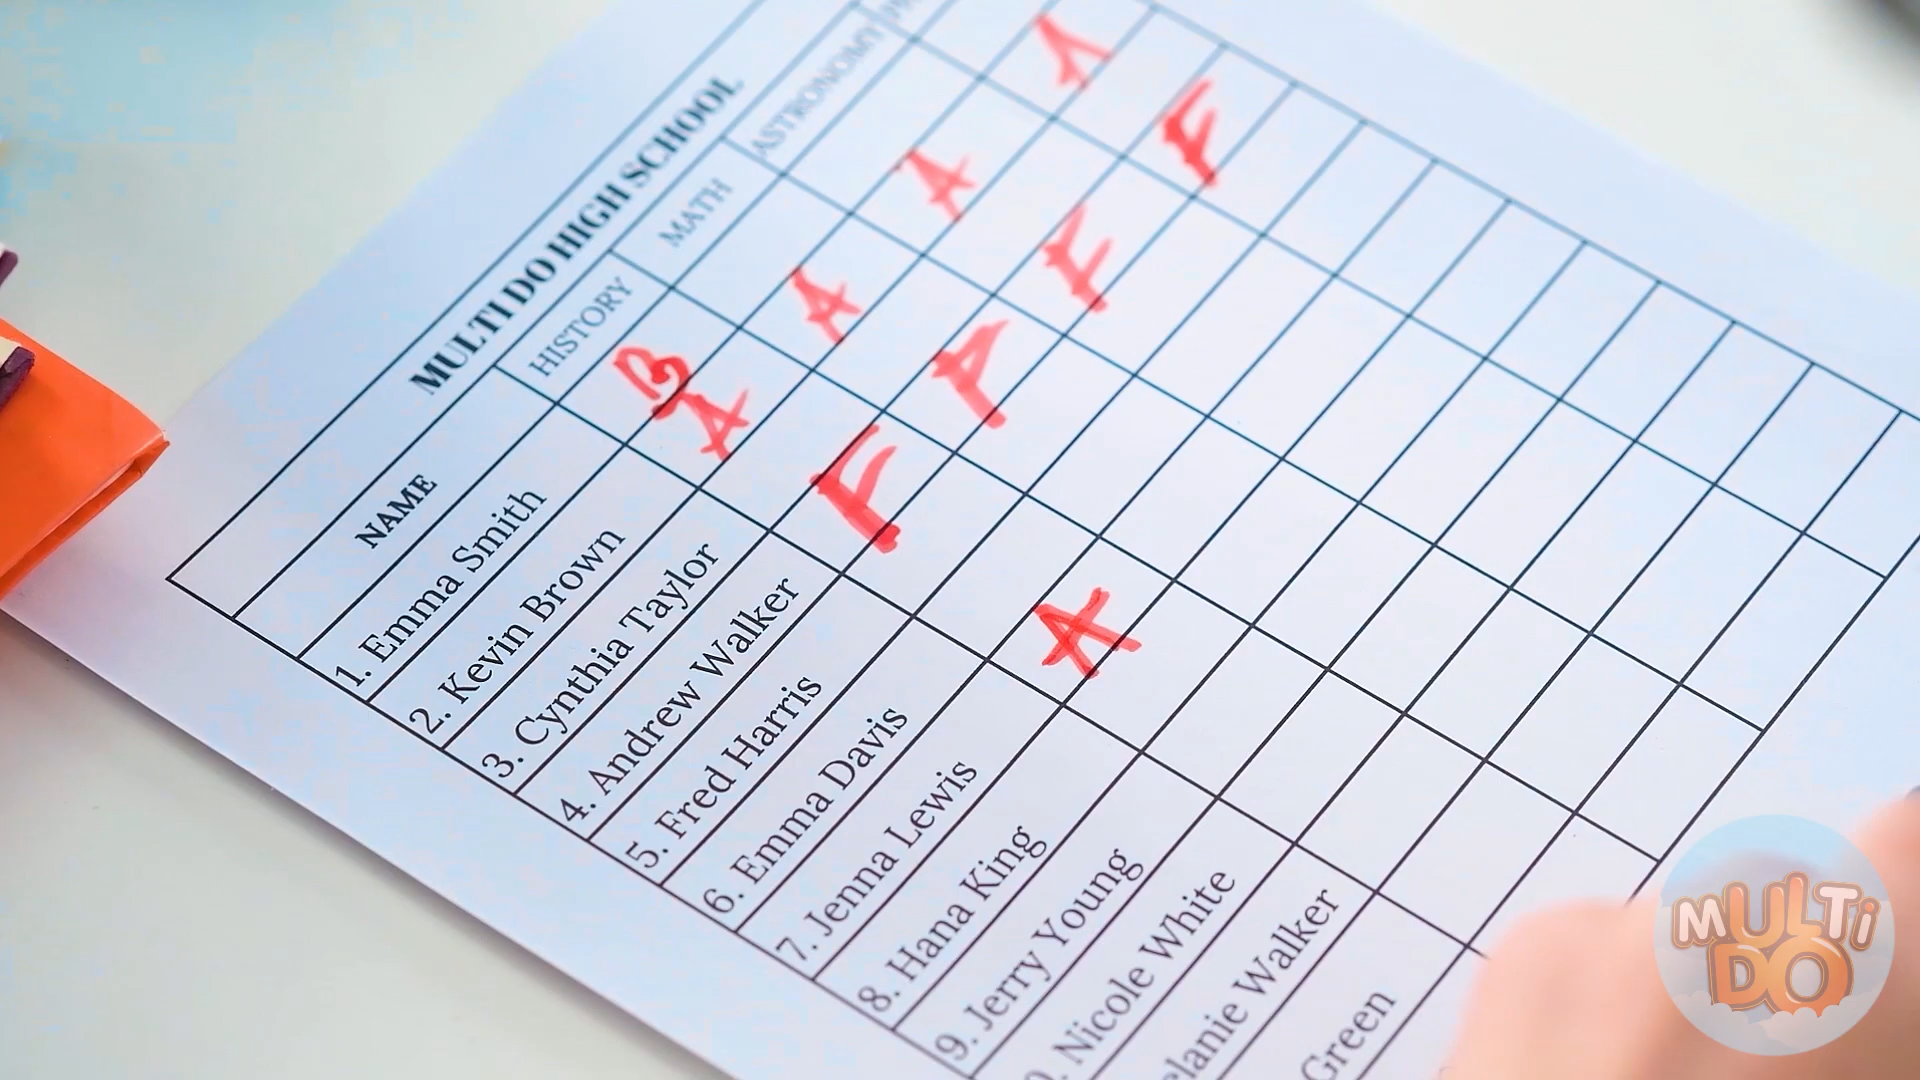 MULTI DO HIGH SCHOOL
NAME HISTORY MATH ASTRONOMY
1. Emma Smith B
2. Kevin Brown A A A A
3. Cynthia Taylor
4. Andrew Walker F F F F
5. Fred Harris
6. Emma Davis
7. Jenna Lewis A
8. Hana King
9. Jerry Young
Nicole White
Walker
Green
MULTi DO